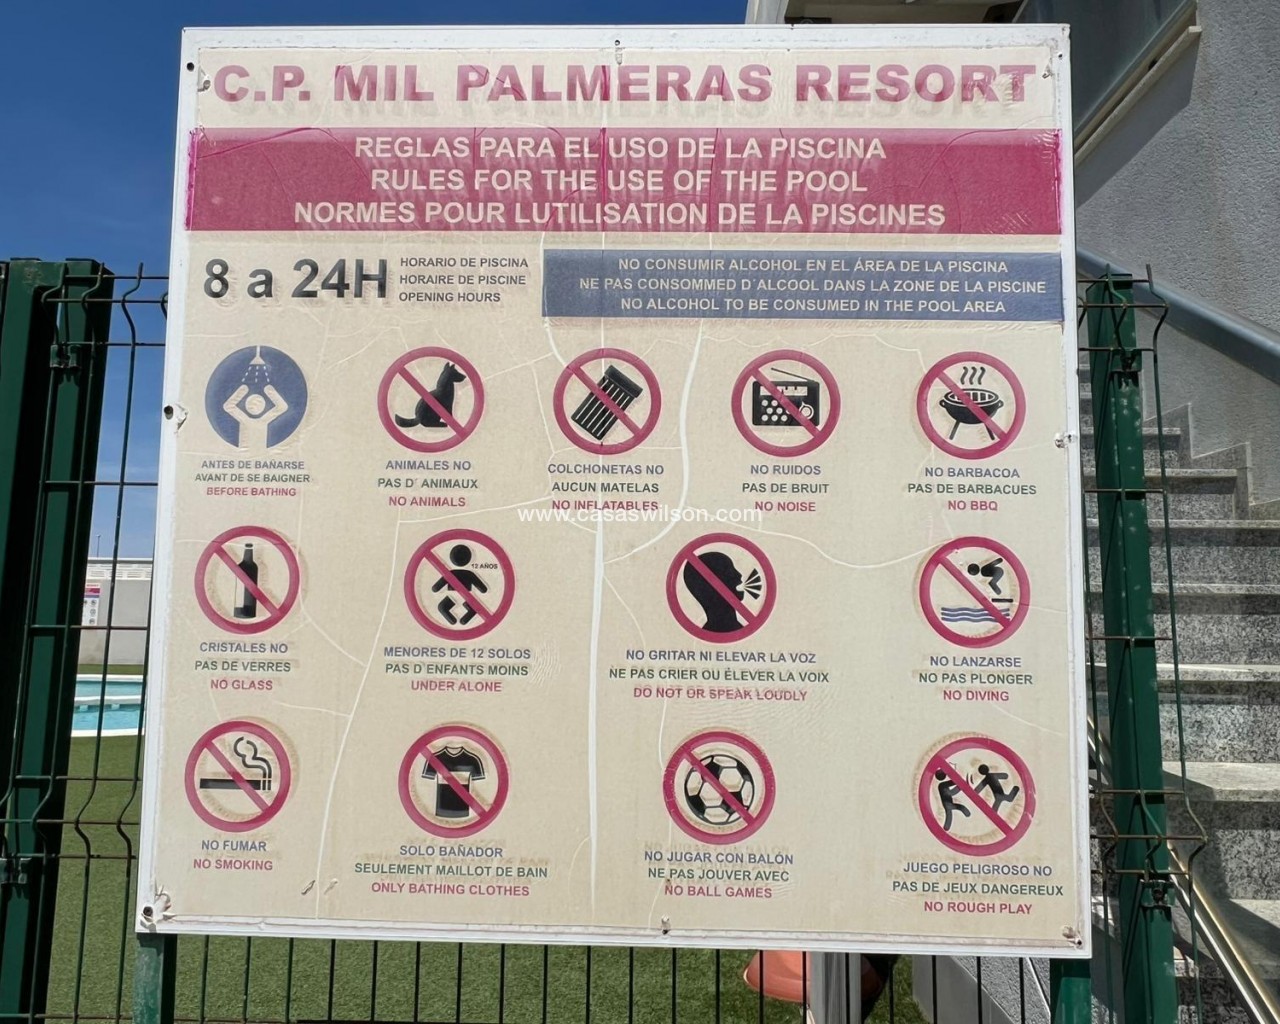 C.P. MIL PALMERAS RESORT
REGLAS PARA EL USO DE LA PISCINA
RULES FOR THE USE OF THE POOL
NORMES POUR LUTILISATION DE LA PISCINES
8 a 24H
HORARIO DE PISCINA
HORAIRE DE PISCINE
OPENING HOURS
NO CONSUMIR ALCOHOL EN EL ÁREA DE LA PISCINA
NE PAS CONSOMMED D´ALCOOL DANS LA ZONE DE LA PISCINE
NO ALCOHOL TO BE CONSUMED IN THE POOL AREA
ANTES DE BAÑARSE
AVANT DE SE BAIGNER
BEFORE BATHING
ANIMALES NO
PAS D´ ANIMAUX
NO ANIMALS
COLCHONETAS NO
AUCUN MATELAS
NO INFLATABLES
NO RUIDOS
PAS DE BRUIT
NO NOISE
NO BARBACOA
PAS DE BARBACUES
NO BBQ
www.casaswilson.com
CRISTALES NO
PAS DE VERRES
NO GLASS
12 AÑOS
MENORES DE 12 SOLOS
PAS D´ENFANTS MOINS
UNDER ALONE
NO GRITAR NI ELEVAR LA VOZ
NE PAS CRIER OU ÉLEVER LA VOIX
DO NOT OR SPEAK LOUDLY
NO LANZARSE
NO PAS PLONGER
NO DIVING
NO FUMAR
NO SMOKING
SOLO BAÑADOR
SEULEMENT MAILLOT DE BAIN
ONLY BATHING CLOTHES
NO JUGAR CON BALÓN
NE PAS JOUVER AVEC
NO BALL GAMES
JUEGO PELIGROSO NO
PAS DE JEUX DANGEREUX
NO ROUGH PLAY